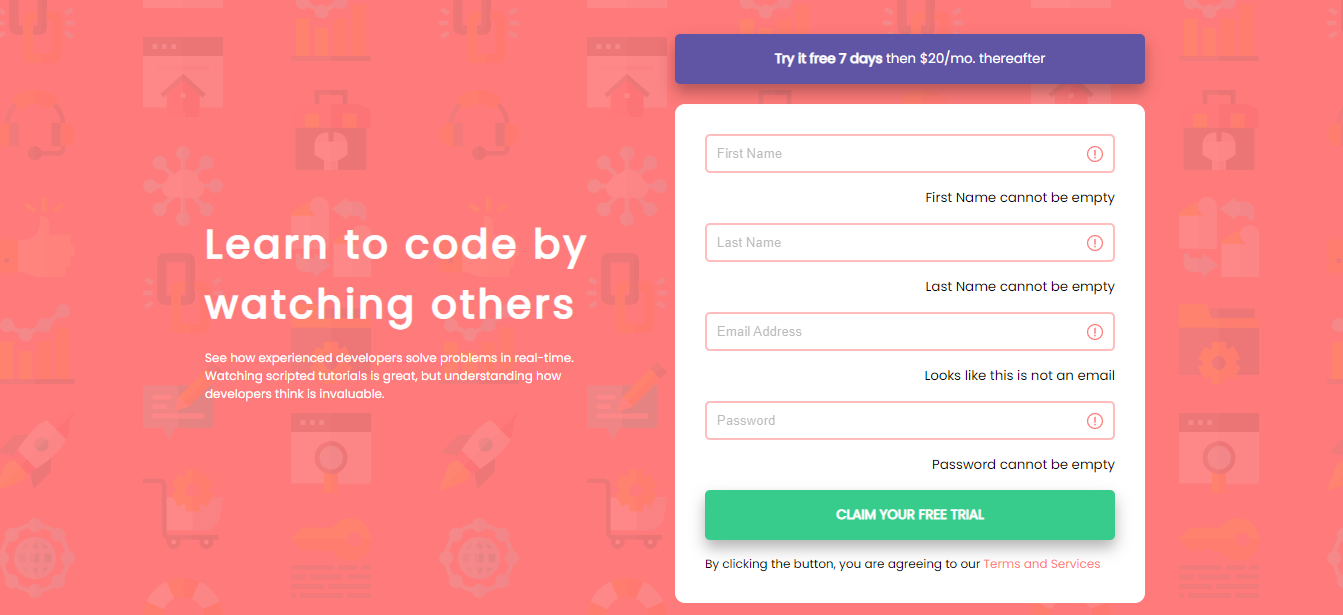 Try it free 7 days then $20/mo. thereafter
Learn to code by
watching others
See how experienced developers solve problems in real-time.
Watching scripted tutorials is great, but understanding how
developers think is invaluable.
First Name
First Name cannot be empty
Last Name
Last Name cannot be empty
Email Address
Looks like this is not an email
Password
Password cannot be empty
CLAIM YOUR FREE TRIAL
By clicking the button, you are agreeing to our Terms and Services